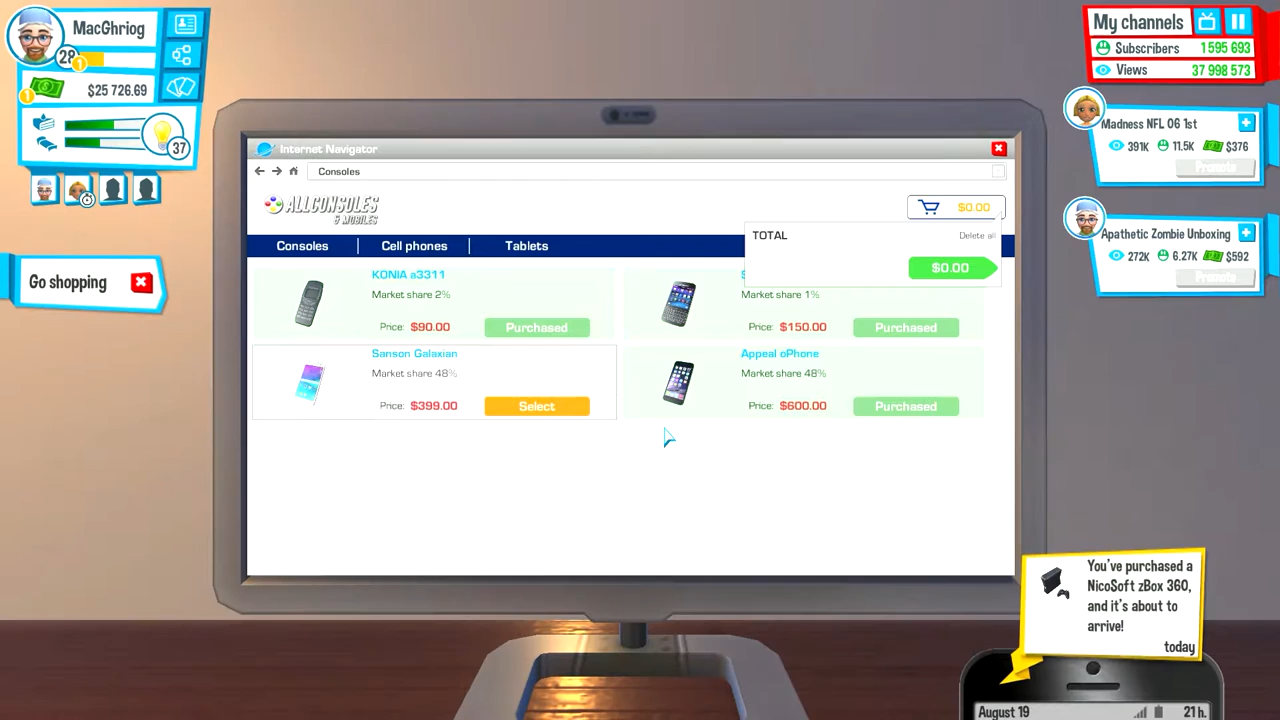 MacGhriog
28
1
$25 726.69
1
37
Go shopping
My channels
Subscribers 1 595 693
Views 37 998 573
Madness NFL 06 1st
391K 11.5K $376
Promote
Apathetic Zombie Unboxing
272K 6.27K $592
Promote
Internet Navigator
Consoles
ALLCONSOLES
& MOBILES
$0.00
Consoles Cell phones Tablets
TOTAL Delete all
$0.00
KONIA a3311
Market share 2%
Price: $90.00 Purchased
Market share 1%
Price: $150.00 Purchased
Sanson Galaxian
Market share 48%
Price: $399.00 Select
Appeal oPhone
Market share 48%
Price: $600.00 Purchased
You've purchased a
NicoSoft zBox 360,
and it's about to
arrive!
today
August 19 21 h.